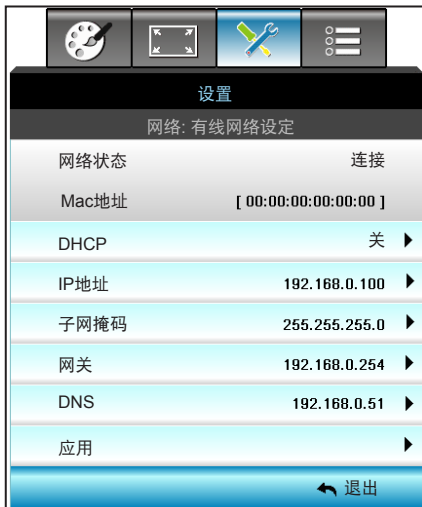 设置
网络: 有线网络设定
网络状态 连接
Mac地址 [ 00:00:00:00:00:00 ]
DHCP 关
IP地址 192.168.0.100
子网掩码 255.255.255.0
网关 192.168.0.254
DNS 192.168.0.51
应用
退出